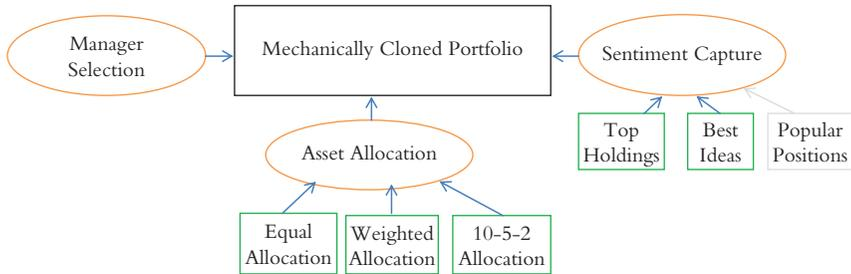 Manager
Selection
Mechanically Cloned Portfolio
Sentiment Capture
Asset Allocation
Top
Holdings
Best
Ideas
Popular
Positions
Equal
Allocation
Weighted
Allocation
10-5-2
Allocation